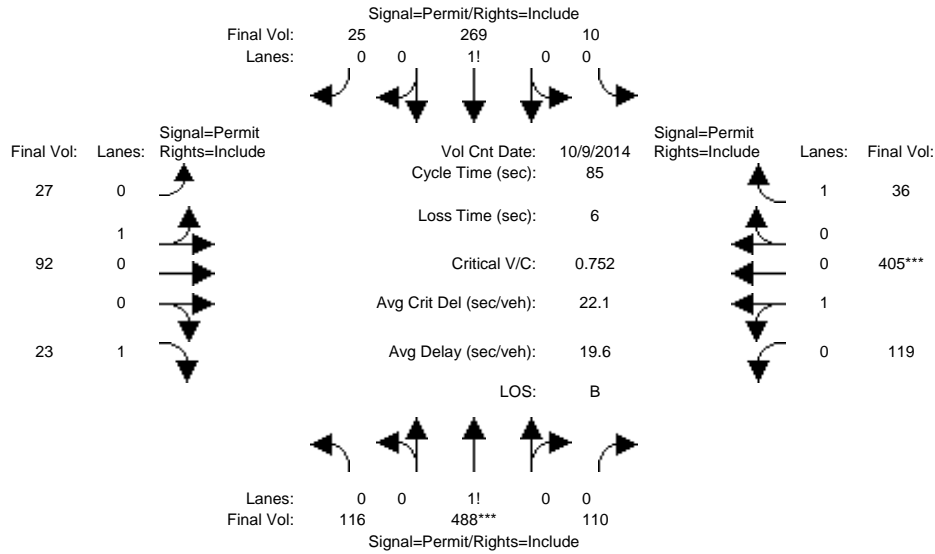 Signal=Permit/Rights=Include
Final Vol: 25 269 10
Lanes: 0 0 1! 0 0
Signal=Permit Signal=Permit
Final Vol: Lanes: Rights=Include Vol Cnt Date: 10/9/2014 Rights=Include Lanes: Final Vol:
Cycle Time (sec): 85
27 0 1 36
Loss Time (sec): 6
1 0
92 0 Critical V/C: 0.752 0 405***
0 Avg Crit Del (sec/veh): 22.1 1
23 1 Avg Delay (sec/veh): 19.6 0 119
LOS: B
Lanes: 0 0 1! 0 0
Final Vol: 116 488*** 110
Signal=Permit/Rights=Include